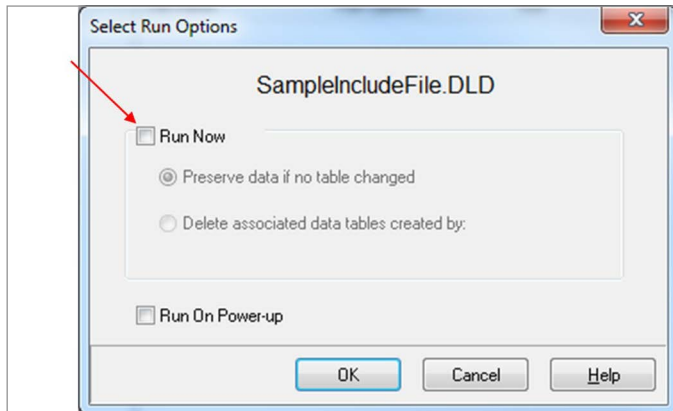 Select Run Options
SampleIncludeFile.DLD
Run Now
Preserve data if no table changed
Delete associated data tables created by:
Run On Power-up
OK Cancel Help